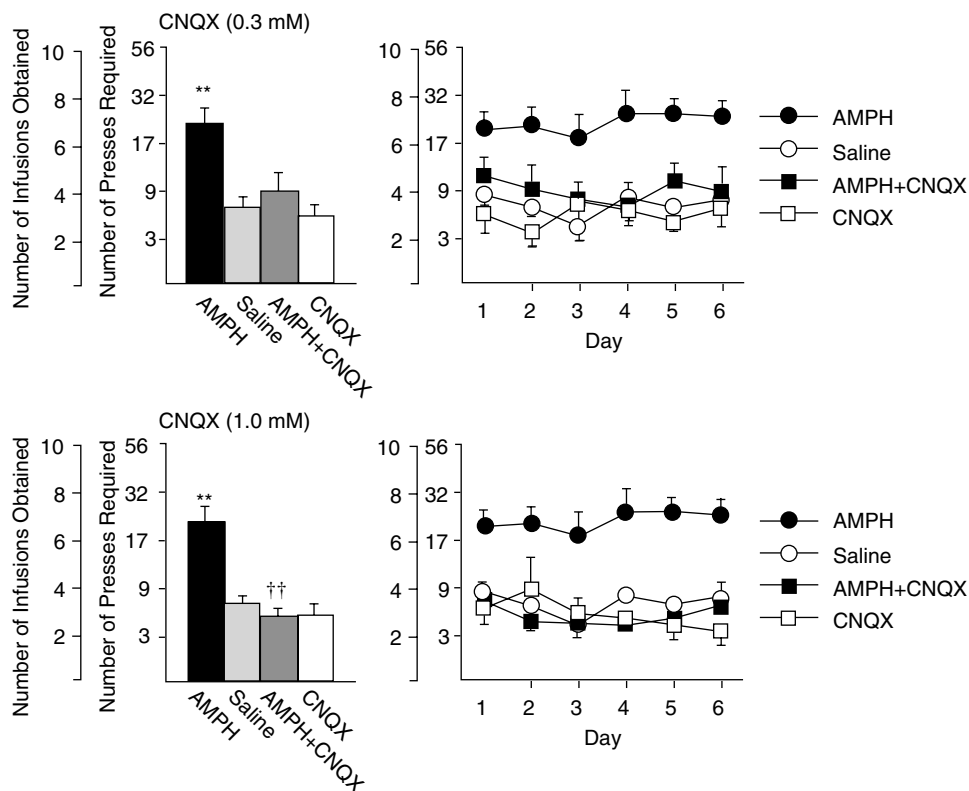 CNQX (0.3 mM)
Number of Infusions Obtained
10
8
6
4
2
Number of Presses Required
56
32
17
9
3
**
AMPH
Saline
AMPH+CNQX
CNQX
10
8
6
4
2
56
32
17
9
3
1 2 3 4 5 6
Day
AMPH
Saline
AMPH+CNQX
CNQX
CNQX (1.0 mM)
Number of Infusions Obtained
10
8
6
4
2
Number of Presses Required
56
32
17
9
3
**
††
AMPH
Saline
AMPH+CNQX
CNQX
10
8
6
4
2
56
32
17
9
3
1 2 3 4 5 6
Day
AMPH
Saline
AMPH+CNQX
CNQX